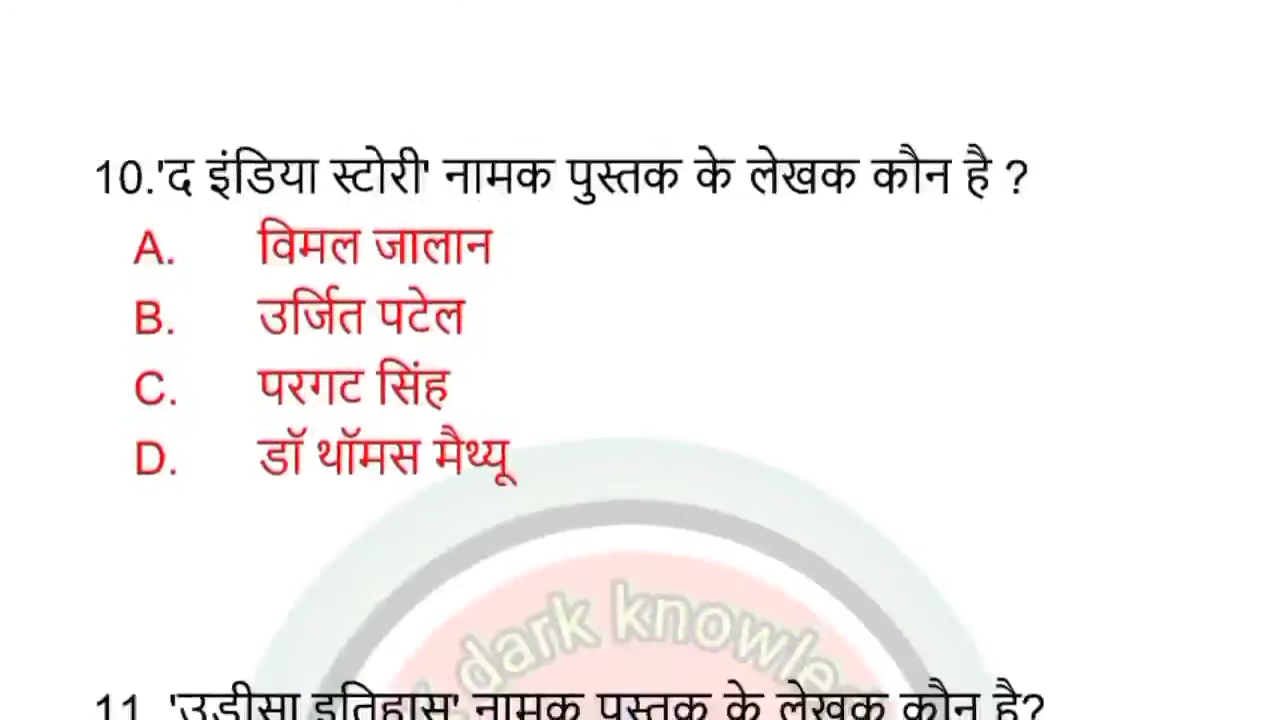 10.'द इंडिया स्टोरी' नामक पुस्तक के लेखक कौन है ?
A. विमल जालान
B. उर्जित पटेल
C. परगट सिंह
D. डॉ थॉमस मैथ्यू
dark knowle
11. 'उड़ीसा इतिहास' नामक पुस्तक के लेखक कौन है?